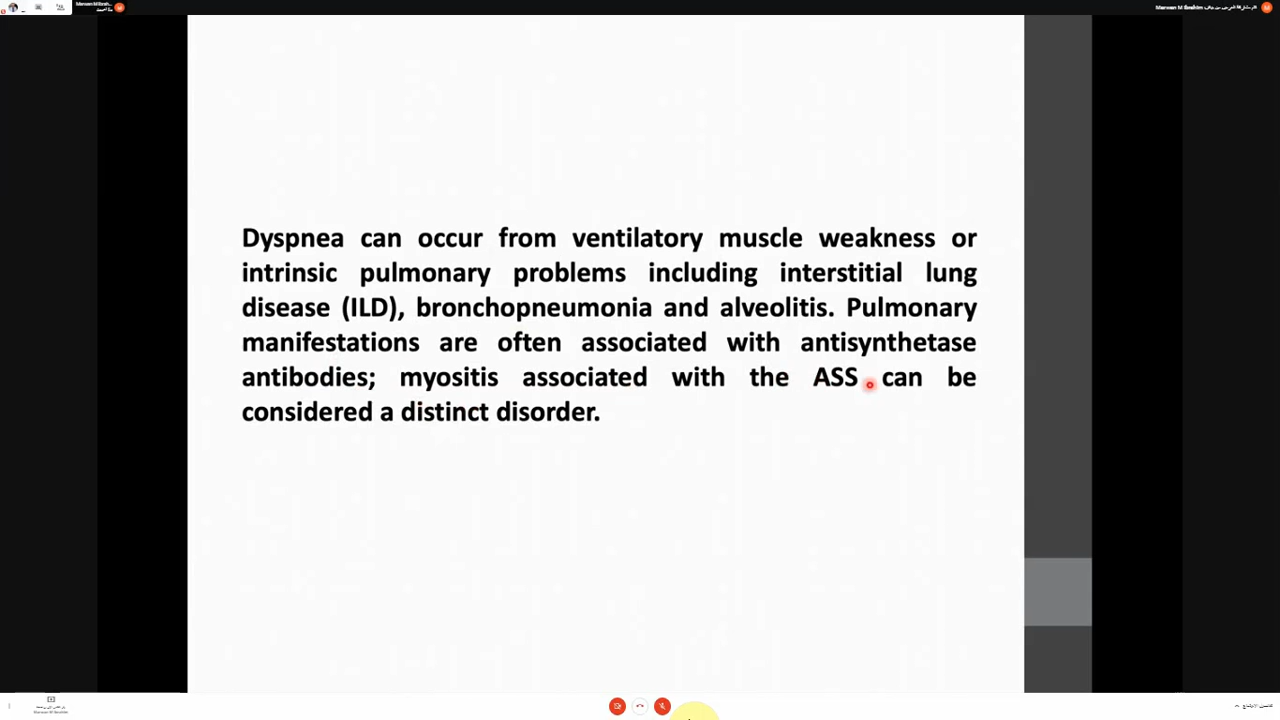 Marwan M Ibrah...
Dyspnea can occur from ventilatory muscle weakness or
intrinsic pulmonary problems including interstitial lung
disease (ILD), bronchopneumonia and alveolitis. Pulmonary
manifestations are often associated with antisynthetase
antibodies; myositis associated with the ASS can be
considered a distinct disorder.